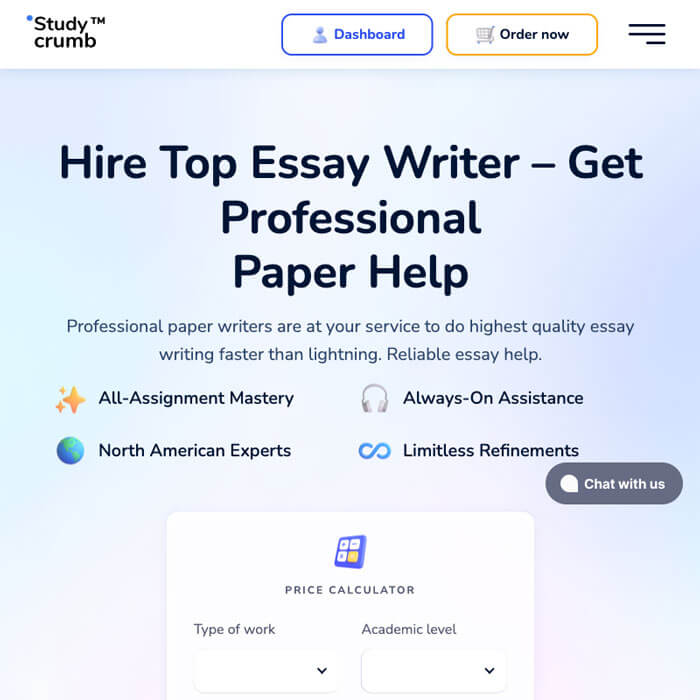 Study™
crumb
Dashboard
Order now
Hire Top Essay Writer – Get
Professional
Paper Help
Professional paper writers are at your service to do highest quality essay
writing faster than lightning. Reliable essay help.
All-Assignment Mastery
Always-On Assistance
North American Experts
Limitless Refinements
Chat with us
PRICE CALCULATOR
Type of work
Academic level